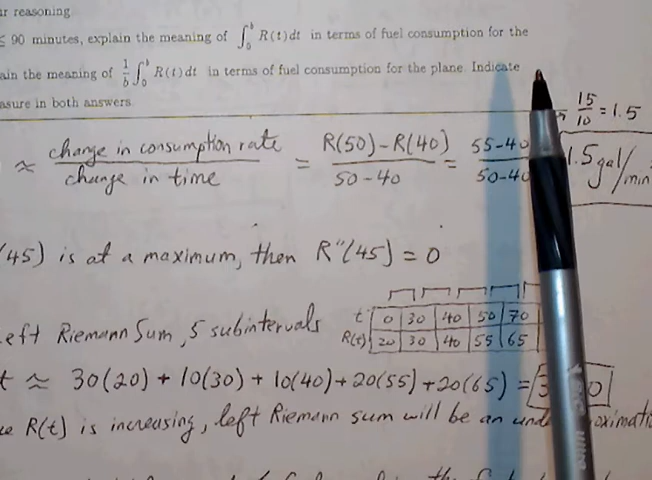 ar reasoning
≤ 90 minutes, explain the meaning of ∫₀ᵇ R(t)dt in terms of fuel consumption for the
ain the meaning of 1/b ∫₀ᵇ R(t)dt in terms of fuel consumption for the plane. Indicate
asure in both answers.
15/10 = 1.5
≈ change in consumption rate / change in time = R(50)-R(40) / 50-40 = 55-40 / 50-40 1.5 gal/min
(45) is at a maximum, then R"(45) = 0
eft Riemann Sum, 5 subintervals
t: 0 30 40 50 70
R(t) 20 30 40 55 65
t ≈ 30(20) + 10(30) + 10(40) + 20(55) + 20(65) = 3 0
e R(t) is increasing, left Riemann sum will be an und oximati